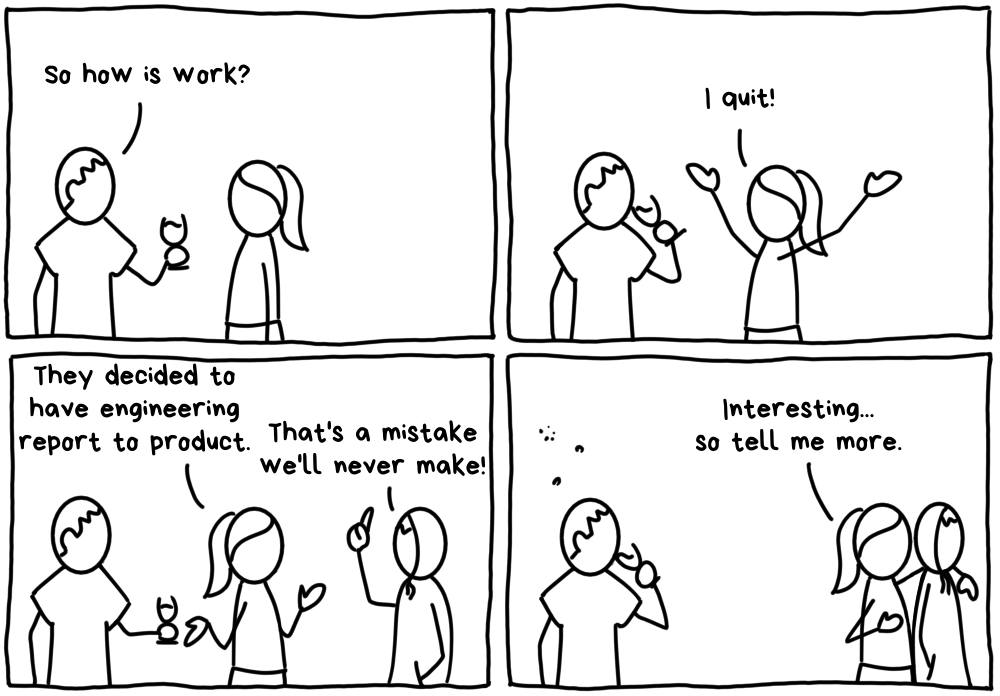 So how is work?
I quit!
They decided to
have engineering
report to product.
That's a mistake
we'll never make!
Interesting...
so tell me more.